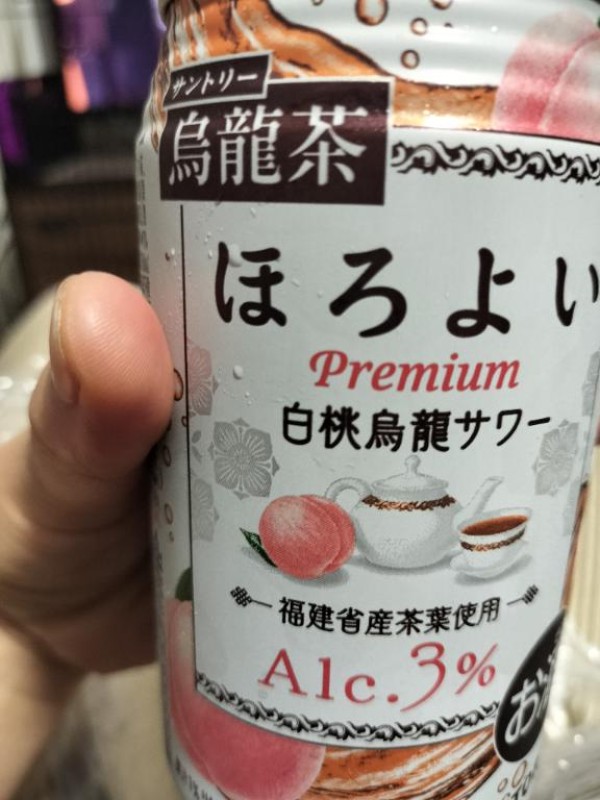 サントリー
烏龍茶
ほろよい
Premium
白桃烏龍サワー
福建省産茶葉使用
Alc.3%